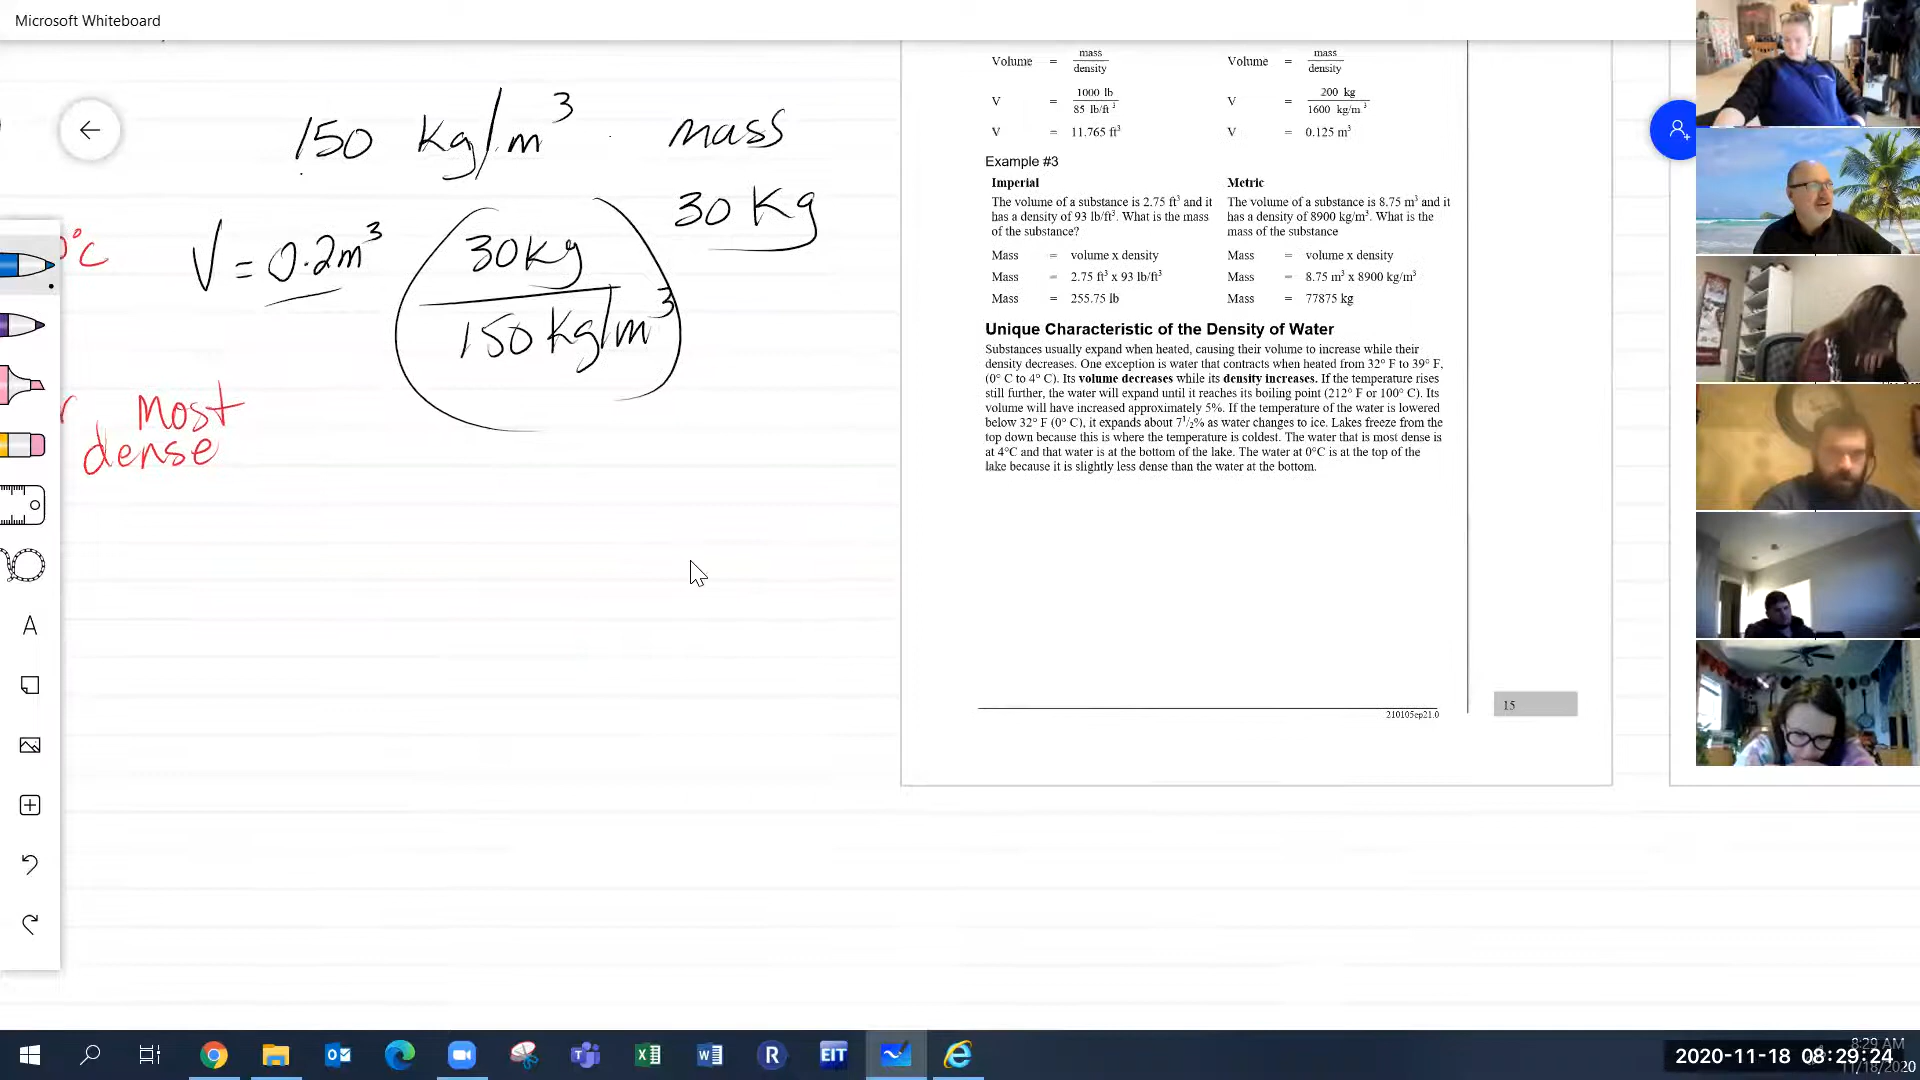 Microsoft Whiteboard
150 kg/m³ mass
30 kg
V = 0.2m³
30kg
150 kg/m³
0°C
r most
dense
Volume = mass / density
V = 1000 lb / 85 lb/ft³
V = 11.765 ft³
Volume = mass / density
V = 200 kg / 1600 kg/m³
V = 0.125 m³
Example #3
Imperial
The volume of a substance is 2.75 ft³ and it
has a density of 93 lb/ft³. What is the mass
of the substance?
Mass = volume x density
Mass = 2.75 ft³ x 93 lb/ft³
Mass = 255.75 lb
Metric
The volume of a substance is 8.75 m³ and it
has a density of 8900 kg/m³. What is the
mass of the substance
Mass = volume x density
Mass = 8.75 m³ x 8900 kg/m³
Mass = 77875 kg
Unique Characteristic of the Density of Water
Substances usually expand when heated, causing their volume to increase while their
density decreases. One exception is water that contracts when heated from 32° F to 39° F,
(0° C to 4° C). Its volume decreases while its density increases. If the temperature rises
still further, the water will expand until it reaches its boiling point (212° F or 100° C). Its
volume will have increased approximately 5%. If the temperature of the water is lowered
below 32° F (0° C), it expands about 7¹/₂% as water changes to ice. Lakes freeze from the
top down because this is where the temperature is coldest. The water that is most dense is
at 4°C and that water is at the bottom of the lake. The water at 0°C is at the top of the
lake because it is slightly less dense than the water at the bottom.
210105ep21.0
15
A
R
EIT
8:29 AM
2020-11-18 08:29:24
11/18/2020